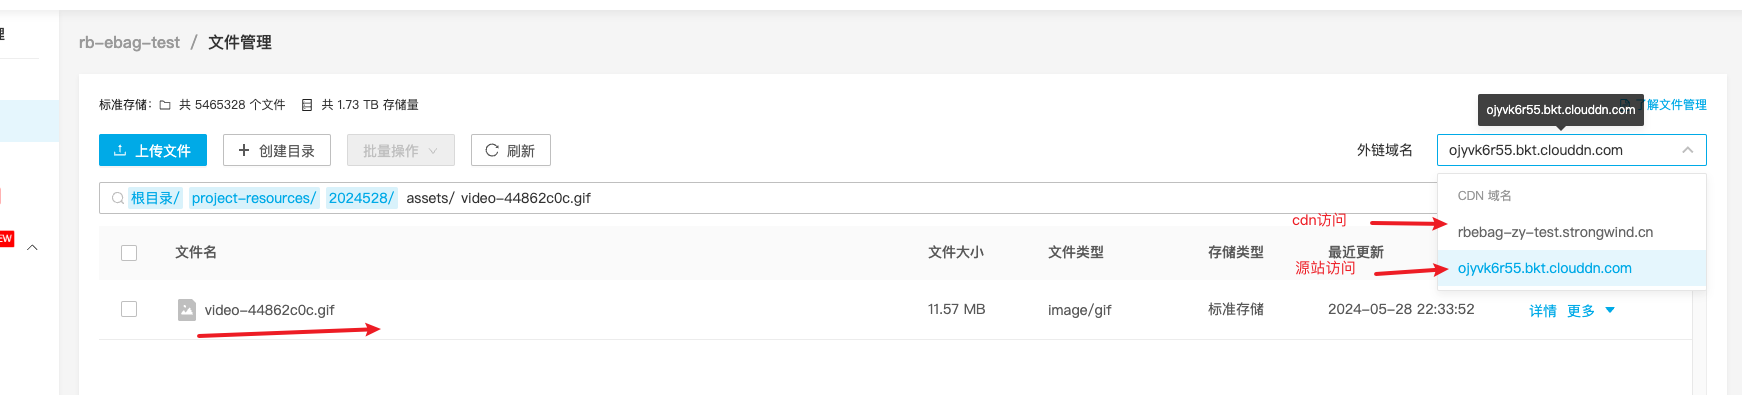 rb-ebag-test / 文件管理
标准存储： 共 5465328 个文件 共 1.73 TB 存储量
ojyvk6r55.bkt.clouddn.com
了解文件管理
上传文件 创建目录 批量操作 刷新
外链域名 ojyvk6r55.bkt.clouddn.com
根目录/ project-resources/ 2024528/ assets/ video-44862c0c.gif
CDN 域名
cdn访问
rbebag-zy-test.strongwind.cn
文件名 文件大小 文件类型 存储类型 最近更新
源站访问
ojyvk6r55.bkt.clouddn.com
video-44862c0c.gif 11.57 MB image/gif 标准存储 2024-05-28 22:33:52 详情 更多